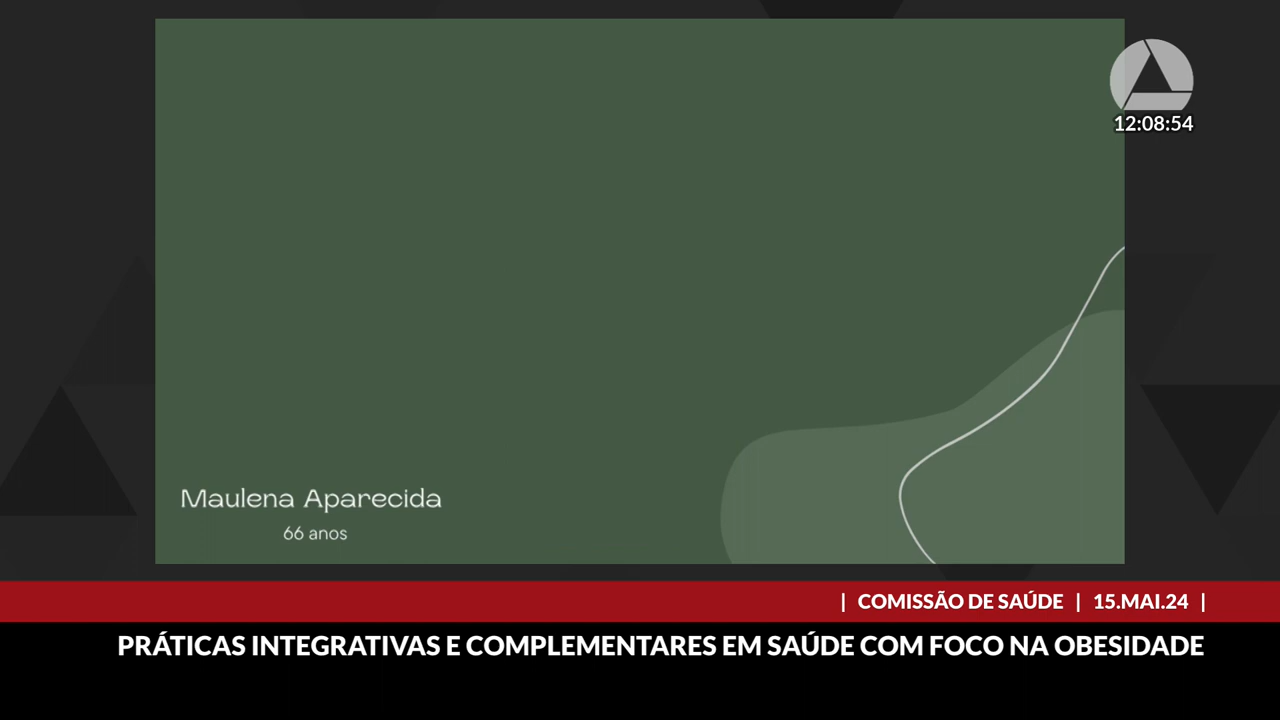 12:08:54
Maulena Aparecida
66 anos
| COMISSÃO DE SAÚDE | 15.MAI.24 |
PRÁTICAS INTEGRATIVAS E COMPLEMENTARES EM SAÚDE COM FOCO NA OBESIDADE